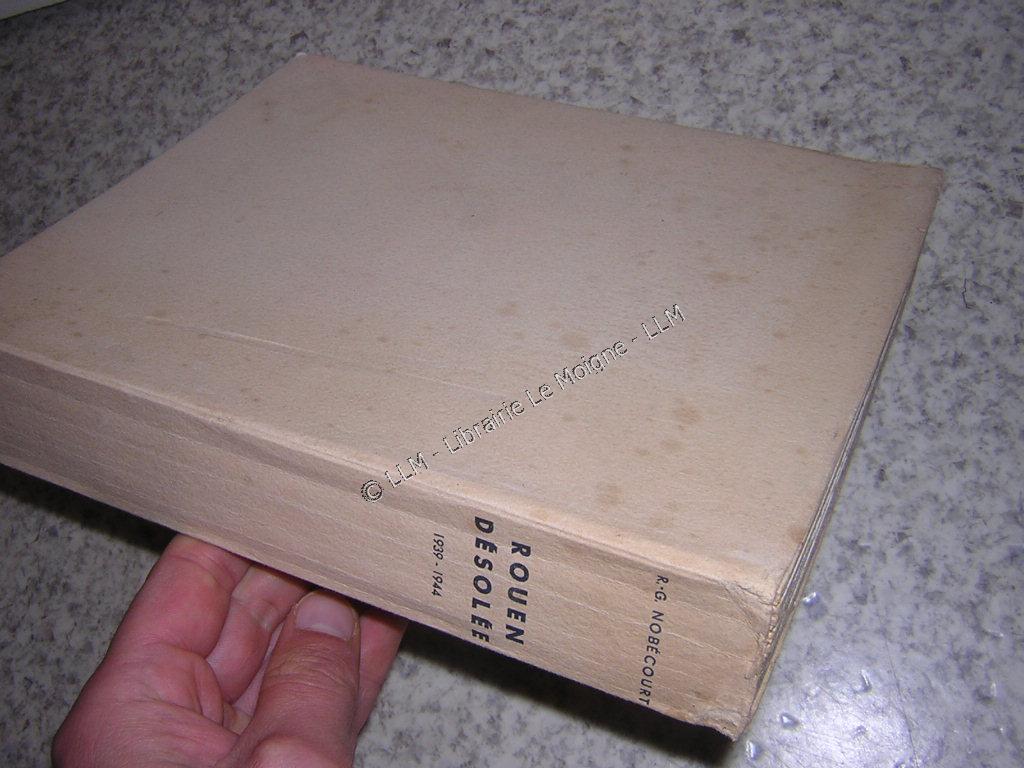 R.-G. NOBÉCOURT
ROUEN
DÉSOLÉE
1939 - 1944
© LLM - Librairie Le Moigne - LLM